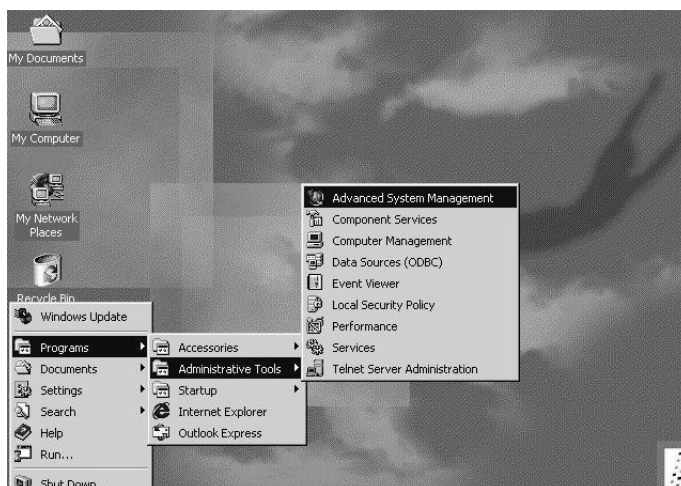 My Documents
My Computer
My Network
Places
Recycle Bin
Windows Update
Programs
Documents
Settings
Search
Help
Run...
Shut Down
Accessories
Administrative Tools
Startup
Internet Explorer
Outlook Express
Advanced System Management
Component Services
Computer Management
Data Sources (ODBC)
Event Viewer
Local Security Policy
Performance
Services
Telnet Server Administration